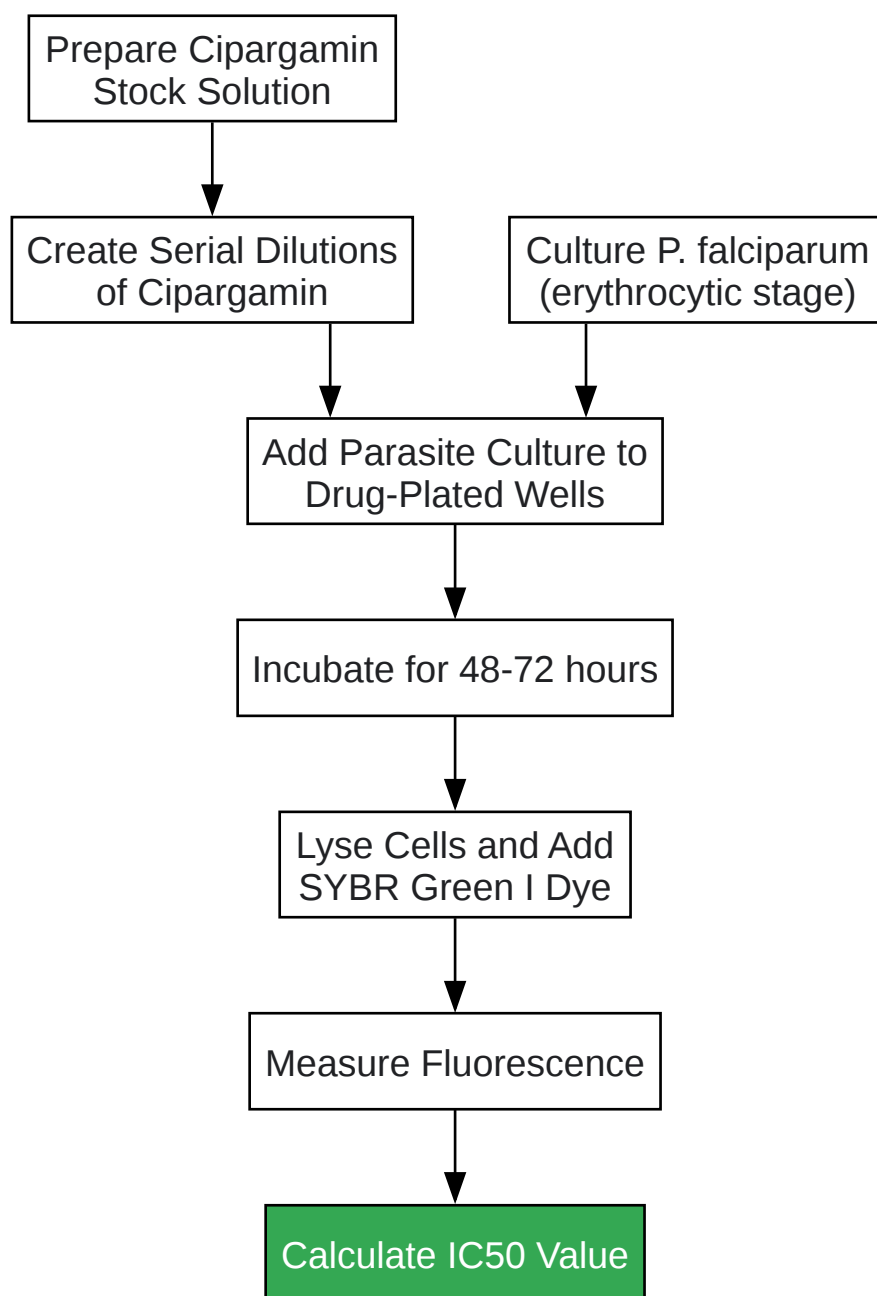 Prepare Cipargamin
Stock Solution
Create Serial Dilutions
of Cipargamin
Culture P. falciparum
(erythrocytic stage)
Add Parasite Culture to
Drug-Plated Wells
Incubate for 48-72 hours
Lyse Cells and Add
SYBR Green I Dye
Measure Fluorescence
Calculate IC50 Value